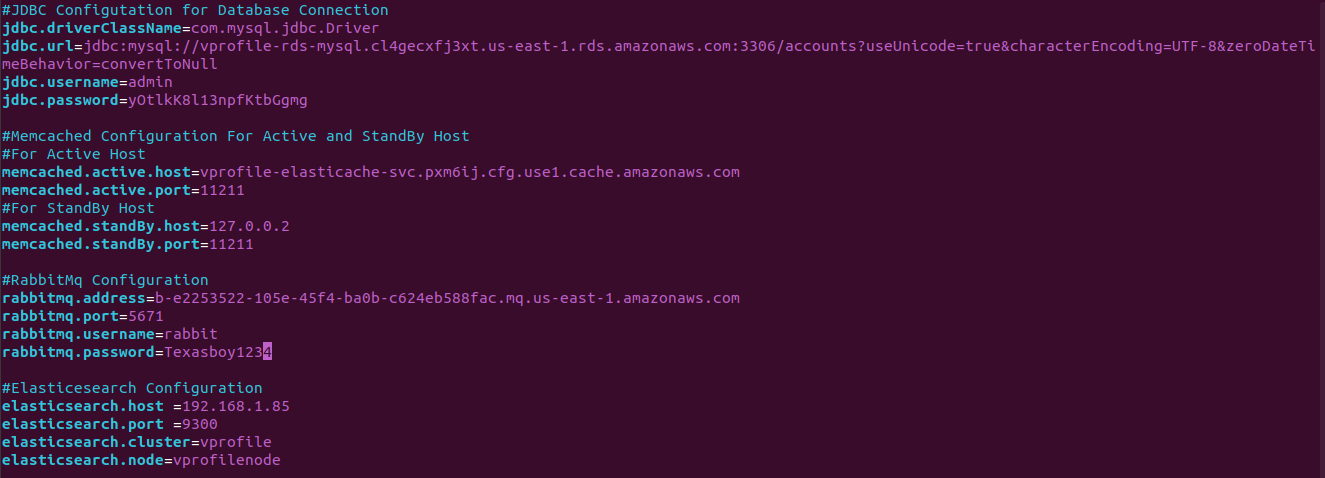 #JDBC Configutation for Database Connection
jdbc.driverClassName=com.mysql.jdbc.Driver
jdbc.url=jdbc:mysql://vprofile-rds-mysql.cl4gecxfj3xt.us-east-1.rds.amazonaws.com:3306/accounts?useUnicode=true&characterEncoding=UTF-8&zeroDateTi
meBehavior=convertToNull
jdbc.username=admin
jdbc.password=yOtlkK8l13npfKtbGgmg
#Memcached Configuration For Active and StandBy Host
#For Active Host
memcached.active.host=vprofile-elasticache-svc.pxm6ij.cfg.use1.cache.amazonaws.com
memcached.active.port=11211
#For StandBy Host
memcached.standBy.host=127.0.0.2
memcached.standBy.port=11211
#RabbitMq Configuration
rabbitmq.address=b-e2253522-105e-45f4-ba0b-c624eb588fac.mq.us-east-1.amazonaws.com
rabbitmq.port=5671
rabbitmq.username=rabbit
rabbitmq.password=Texasboy1234
#Elasticesearch Configuration
elasticsearch.host =192.168.1.85
elasticsearch.port =9300
elasticsearch.cluster=vprofile
elasticsearch.node=vprofilenode